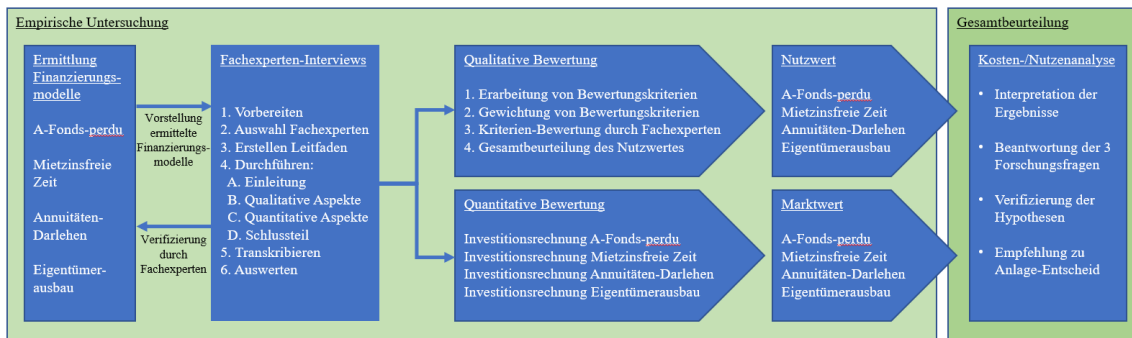 Empirische Untersuchung
Ermittlung
Finanzierungs-
modelle
A-Fonds-perdu
Mietzinsfreie
Zeit
Annuitäten-
Darlehen
Eigentümer-
ausbau
Vorstellung
ermittelte
Finanzierungs-
modelle
Verifizierung
durch
Fachexperten
Fachexperten-Interviews
1. Vorbereiten
2. Auswahl Fachexperten
3. Erstellen Leitfaden
4. Durchführen:
A. Einleitung
B. Qualitative Aspekte
C. Quantitative Aspekte
D. Schlussteil
5. Transkribieren
6. Auswerten
Qualitative Bewertung
1. Erarbeitung von Bewertungskriterien
2. Gewichtung von Bewertungskriterien
3. Kriterien-Bewertung durch Fachexperten
4. Gesamtbeurteilung des Nutzwertes
Nutzwert
A-Fonds-perdu
Mietzinsfreie Zeit
Annuitäten-Darlehen
Eigentümerausbau
Quantitative Bewertung
Investitionsrechnung A-Fonds-perdu
Investitionsrechnung Mietzinsfreie Zeit
Investitionsrechnung Annuitäten-Darlehen
Investitionsrechnung Eigentümerausbau
Marktwert
A-Fonds-perdu
Mietzinsfreie Zeit
Annuitäten-Darlehen
Eigentümerausbau
Gesamtbeurteilung
Kosten-/Nutzenanalyse
• Interpretation der
Ergebnisse
• Beantwortung der 3
Forschungsfragen
• Verifizierung der
Hypothesen
• Empfehlung zu
Anlage-Entscheid